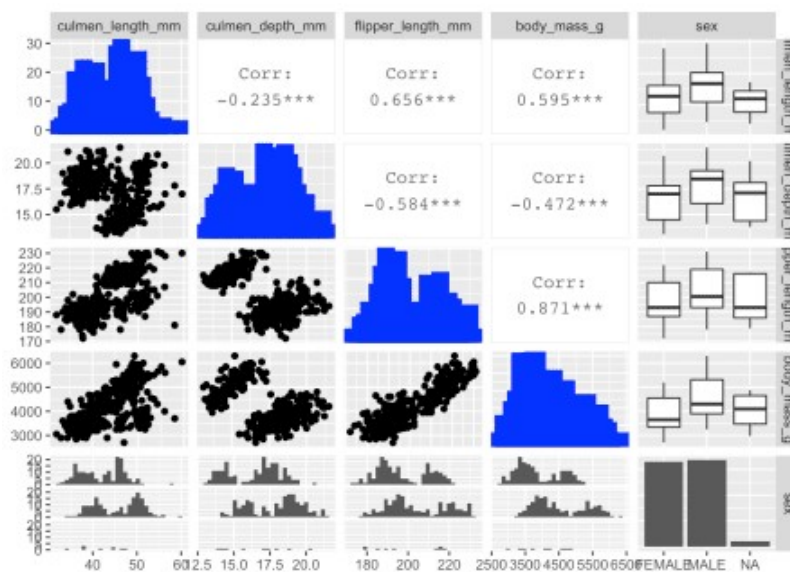 culmen_length_mm culmen_depth_mm flipper_length_mm body_mass_g sex
30
20
10
0
Corr: Corr: Corr:
-0.235*** 0.656*** 0.595***
20.0
17.5
15.0
Corr: Corr:
-0.584*** -0.472***
230
220
210
200
190
180
170
Corr:
0.871***
6000
5000
4000
3000
sex
40 50 60 12.5 15.0 17.5 20.0 180 200 220 2500 3500 4500 5500 6500 FEMALE MALE NA